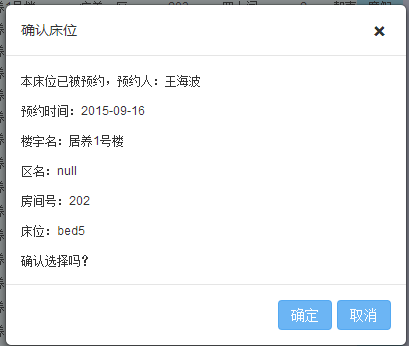 确认床位
×
本床位已被预约，预约人：王海波
预约时间：2015-09-16
楼宇名：居养1号楼
区名：null
房间号：202
床位：bed5
确认选择吗？
确定 取消